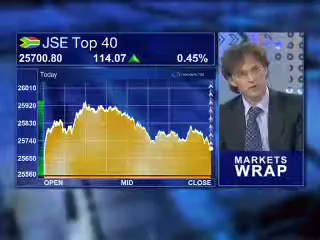 JSE Top 40
25700.80 114.07 0.45%
Today
26010
25920
25830
25740
25650
25560
OPEN MID CLOSE
MARKETS
WRAP